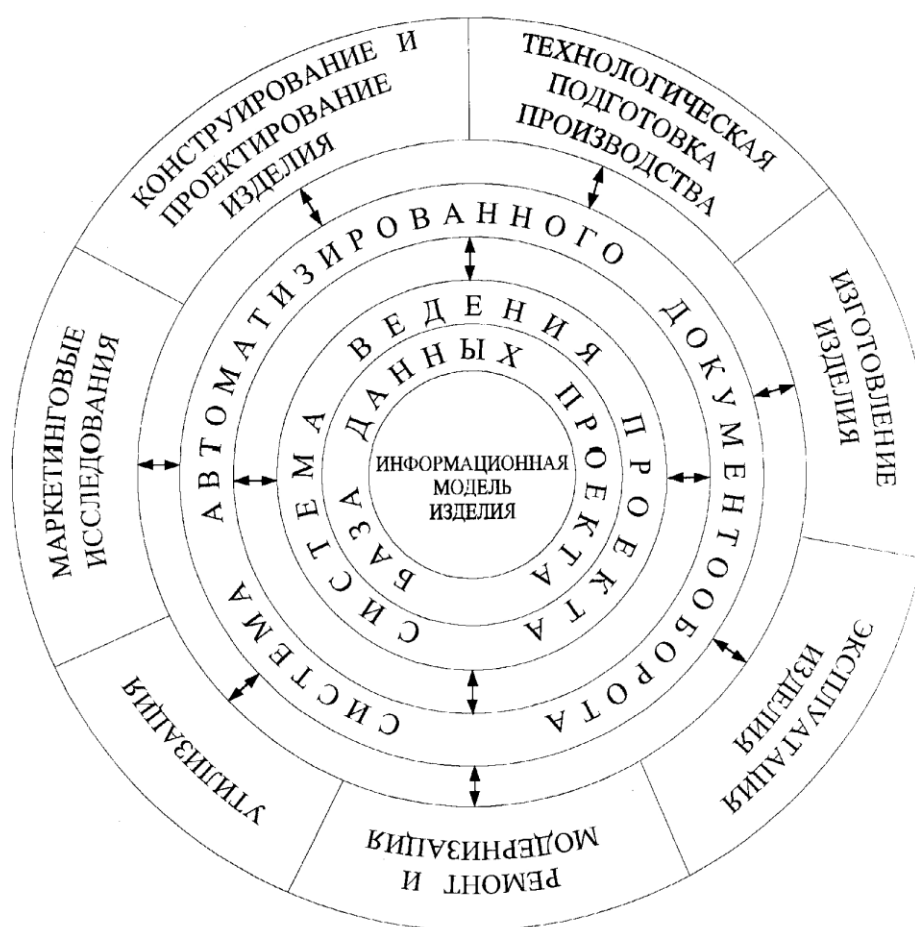 КОНСТРУИРОВАНИЕ И
ПРОЕКТИРОВАНИЕ
ИЗДЕЛИЯ
ТЕХНОЛОГИЧЕСКАЯ
ПОДГОТОВКА
ПРОИЗВОДСТВА
ИЗГОТОВЛЕНИЕ
ИЗДЕЛИЯ
ЭКСПЛУАТАЦИЯ
ИЗДЕЛИЯ
РЕМОНТ И
МОДЕРНИЗАЦИЯ
УТИЛИЗАЦИЯ
МАРКЕТИНГОВЫЕ
ИССЛЕДОВАНИЯ
СИСТЕМА АВТОМАТИЗИРОВАННОГО ДОКУМЕНТООБОРОТА
СИСТЕМА ВЕДЕНИЯ ПРОЕКТА
БАЗА ДАННЫХ ПРОЕКТА
ИНФОРМАЦИОННАЯ
МОДЕЛЬ
ИЗДЕЛИЯ